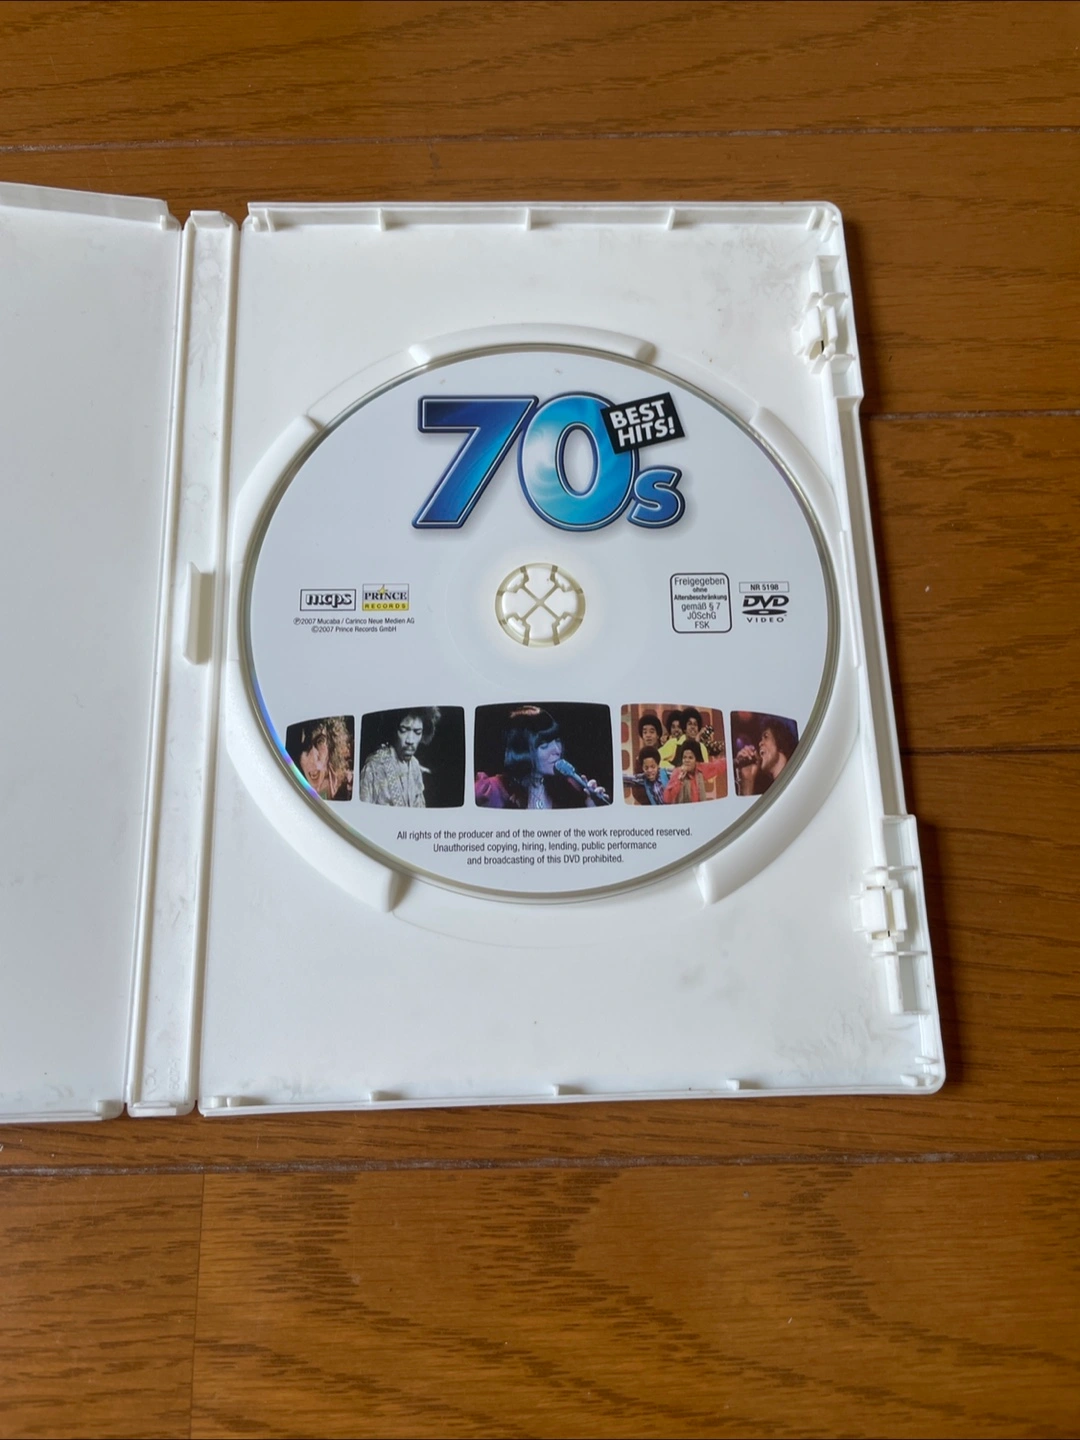 70s
BEST
HITS!
mcps
PRINCE
RECORDS
℗2007 Mucaba / Carinco Neue Medien AG
©2007 Prince Records GmbH
Freigegeben
ohne
Altersbeschränkung
gemäß § 7
JÖSchG
FSK
NR 5198
DVD
VIDEO
All rights of the producer and of the owner of the work reproduced reserved.
Unauthorised copying, hiring, lending, public performance
and broadcasting of this DVD prohibited.